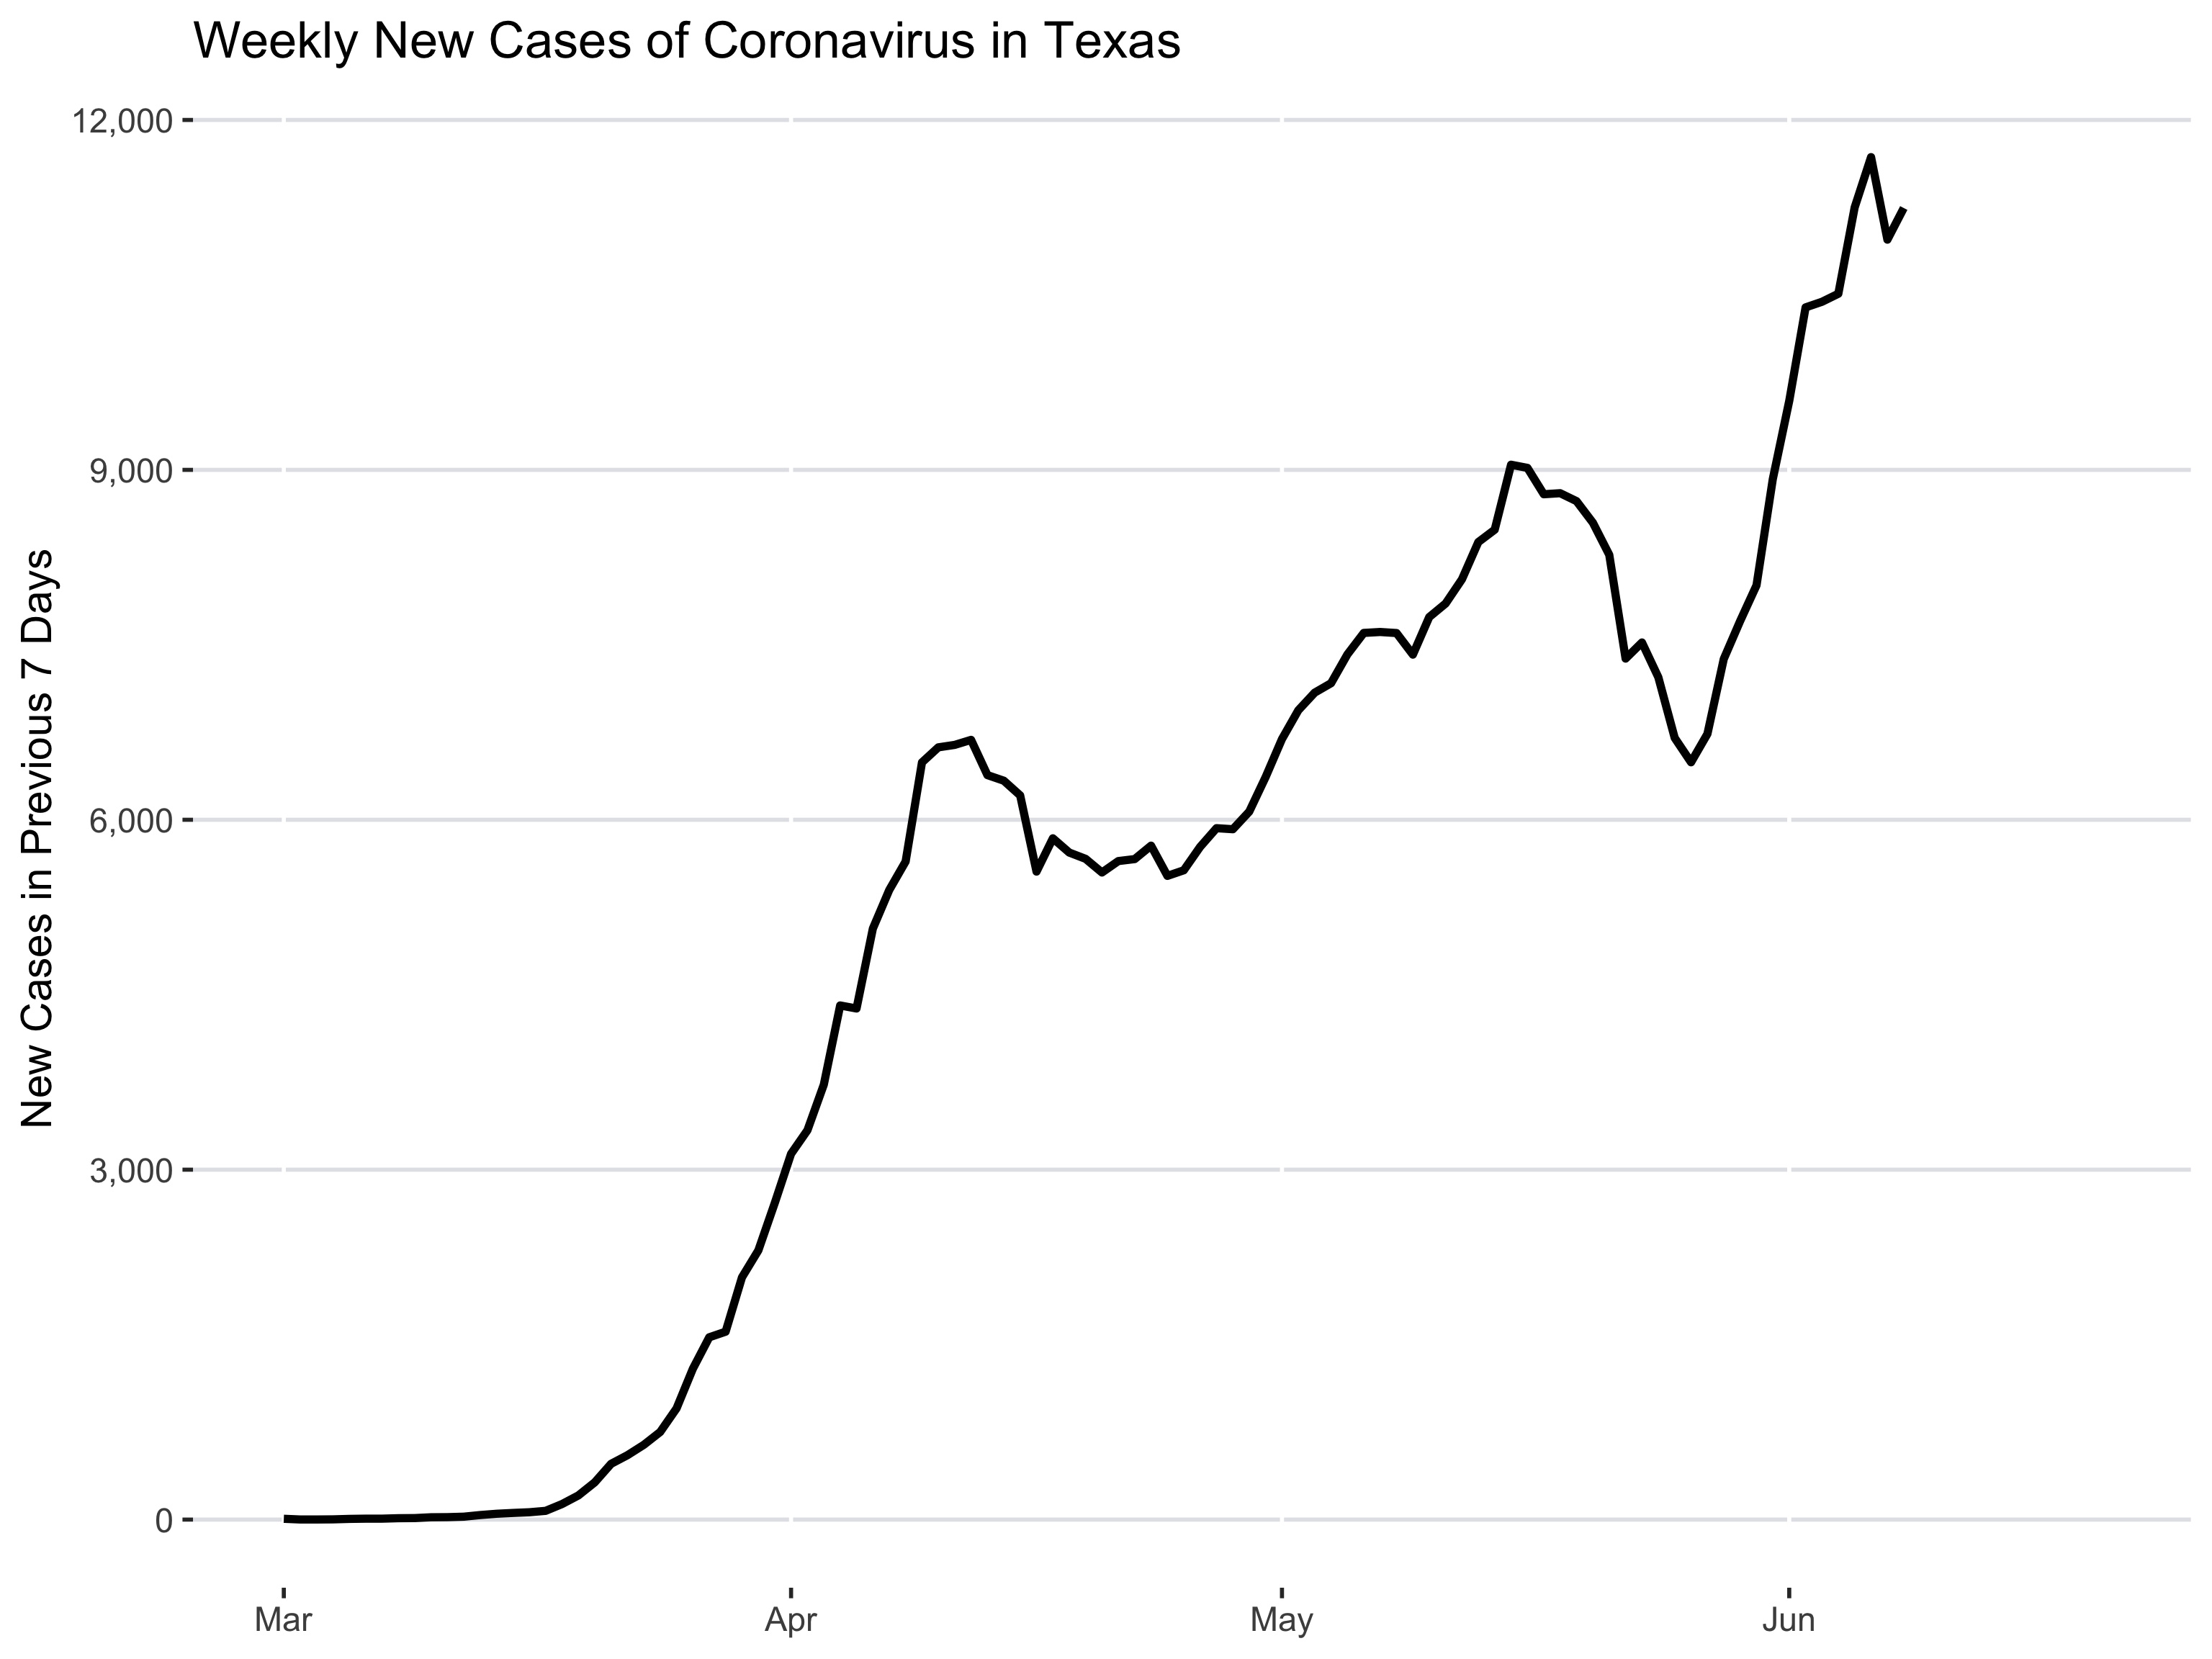 Weekly New Cases of Coronavirus in Texas
New Cases in Previous 7 Days
12,000
9,000
6,000
3,000
0
Mar
Apr
May
Jun